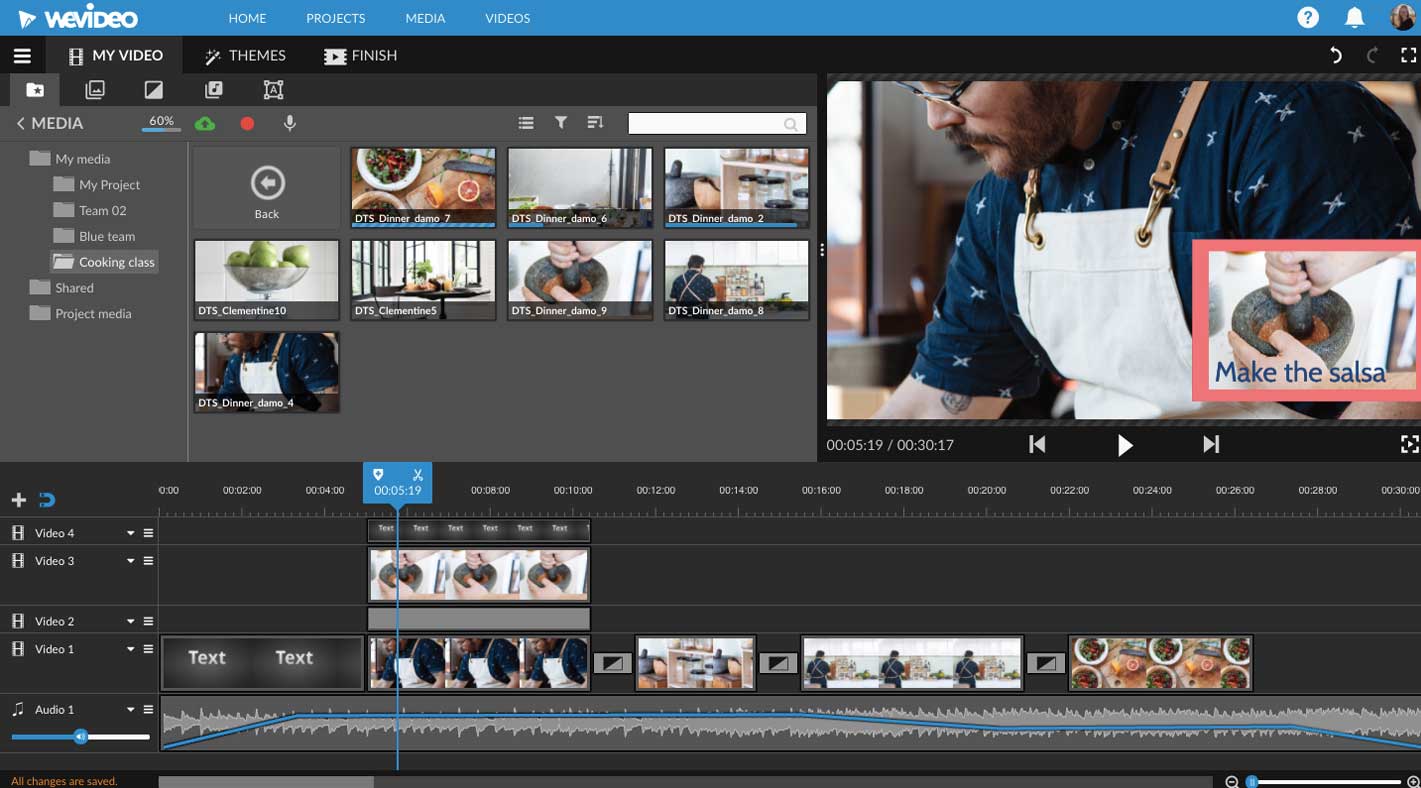 WEVIDEO HOME PROJECTS MEDIA VIDEOS ?
MY VIDEO THEMES FINISH
A
MEDIA 60%
My media
My Project
Team 02
Blue team
Cooking class
Shared
Project media
Back DTS_Dinner_damo_7 DTS_Dinner_damo_6 DTS_Dinner_damo_2
DTS_Clementine10 DTS_Clementine5 DTS_Dinner_damo_9 DTS_Dinner_damo_8
DTS_Dinner_damo_4
Make the salsa
00:05:19 / 00:30:17
00:05:19
0:00 00:02:00 00:04:00 00:08:00 00:10:00 00:12:00 00:14:00 00:16:00 00:18:00 00:20:00 00:22:00 00:24:00 00:26:00 00:28:00 00:30:00
Video 4 Text Text Text Text Text Text
Video 3
Video 2
Video 1 Text Text
Audio 1
All changes are saved.